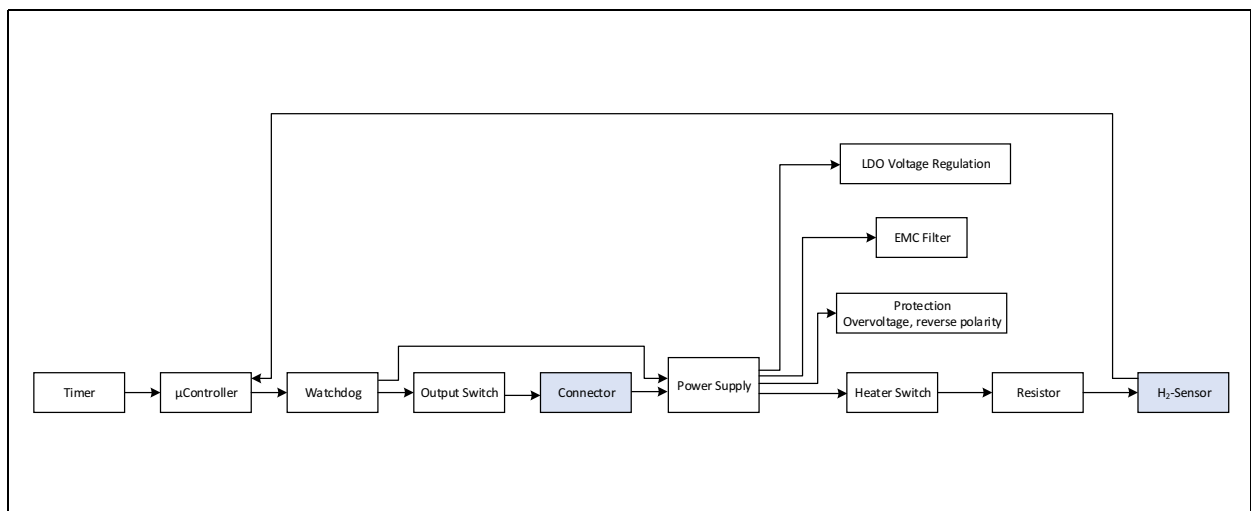 LDO Voltage Regulation
EMC Filter
Protection
Overvoltage, reverse polarity
Timer
µController
Watchdog
Output Switch
Connector
Power Supply
Heater Switch
Resistor
H₂-Sensor